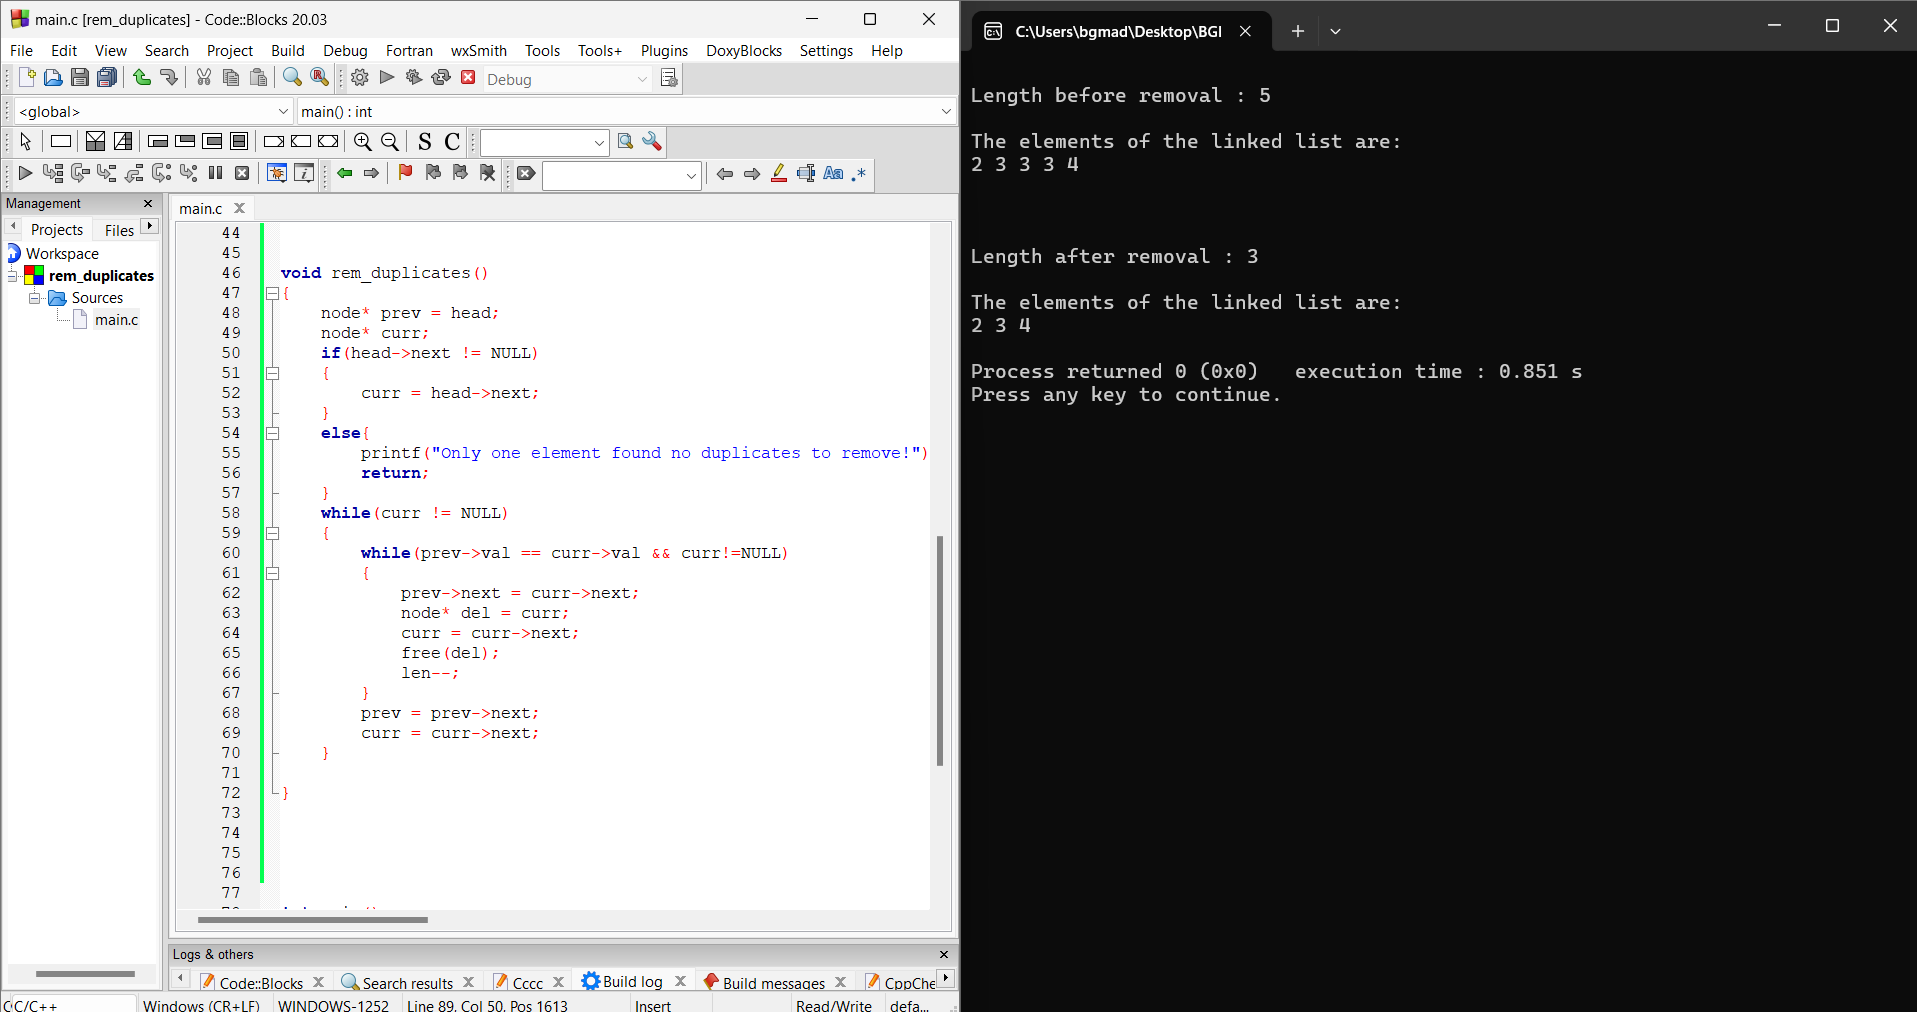 main.c [rem_duplicates] - Code::Blocks 20.03
File Edit View Search Project Build Debug Fortran wxSmith Tools Tools+ Plugins DoxyBlocks Settings Help
Debug
<global> main() : int
S C
Aa .*
Management
Projects Files
Workspace
rem_duplicates
Sources
main.c
main.c
44
45
46 void rem_duplicates()
47 {
48 node* prev = head;
49 node* curr;
50 if(head->next != NULL)
51 {
52 curr = head->next;
53 }
54 else{
55 printf("Only one element found no duplicates to remove!")
56 return;
57 }
58 while(curr != NULL)
59 {
60 while(prev->val == curr->val && curr!=NULL)
61 {
62 prev->next = curr->next;
63 node* del = curr;
64 curr = curr->next;
65 free(del);
66 len--;
67 }
68 prev = prev->next;
69 curr = curr->next;
70 }
71
72 }
73
74
75
76
77
Logs & others
Code::Blocks Search results Cccc Build log Build messages CppChe
C/C++ Windows (CR+LF) WINDOWS-1252 Line 89, Col 50, Pos 1613 Insert Read/Write defa...
C:\Users\bgmad\Desktop\BGI
Length before removal : 5
The elements of the linked list are:
2 3 3 3 4
Length after removal : 3
The elements of the linked list are:
2 3 4
Process returned 0 (0x0) execution time : 0.851 s
Press any key to continue.